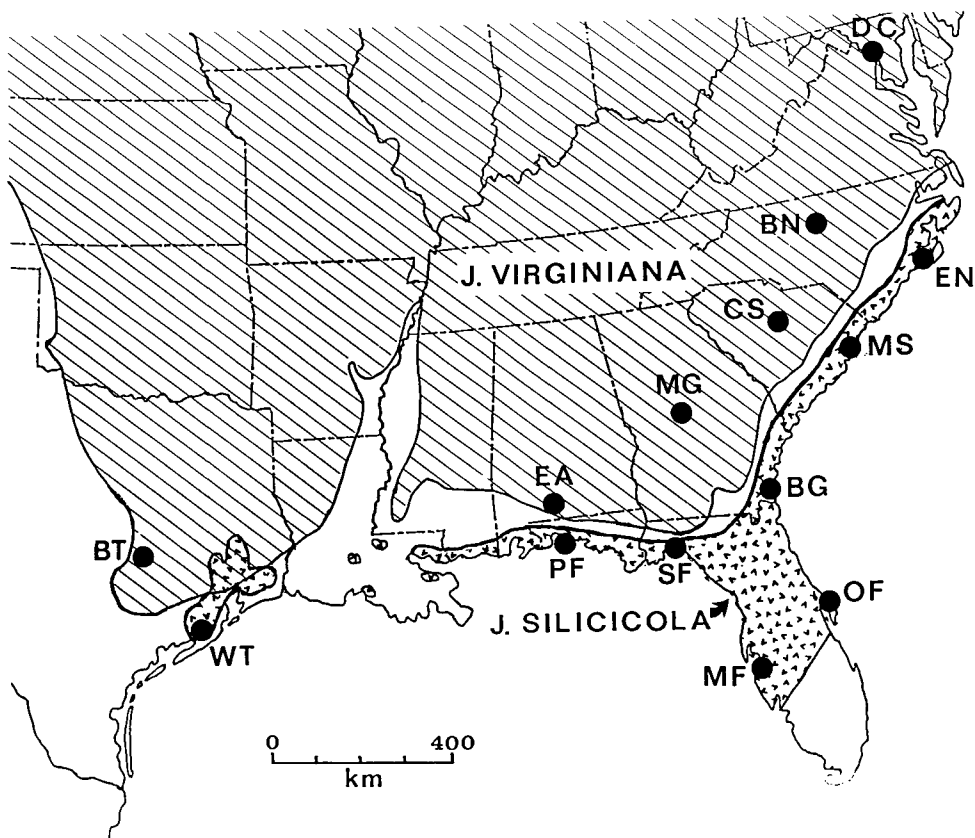 DC
BN
J. VIRGINIANA
EN
CS
MS
MG
EA
BG
BT
PF
SF
OF
J. SILICICOLA
WT
MF
0 400
km